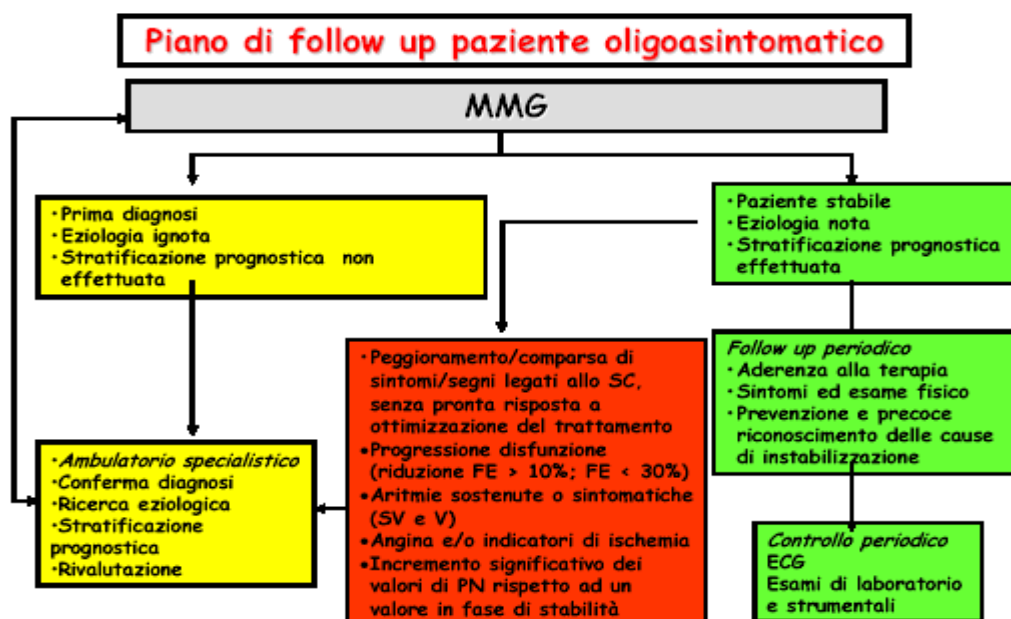 Piano di follow up paziente oligoasintomatico
MMG
·Prima diagnosi
·Eziologia ignota
·Stratificazione prognostica non
effettuata
·Paziente stabile
·Eziologia nota
·Stratificazione prognostica
effettuata
•Peggioramento/comparsa di
sintomi/segni legati allo SC,
senza pronta risposta a
ottimizzazione del trattamento
•Progressione disfunzione
(riduzione FE > 10%; FE < 30%)
•Aritmie sostenute o sintomatiche
(SV e V)
•Angina e/o indicatori di ischemia
•Incremento significativo dei
valori di PN rispetto ad un
valore in fase di stabilità
Follow up periodico
·Aderenza alla terapia
·Sintomi ed esame fisico
·Prevenzione e precoce
riconoscimento delle cause
di instabilizzazione
·Ambulatorio specialistico
·Conferma diagnosi
·Ricerca eziologica
·Stratificazione
prognostica
·Rivalutazione
Controllo periodico
ECG
Esami di laboratorio
e strumentali